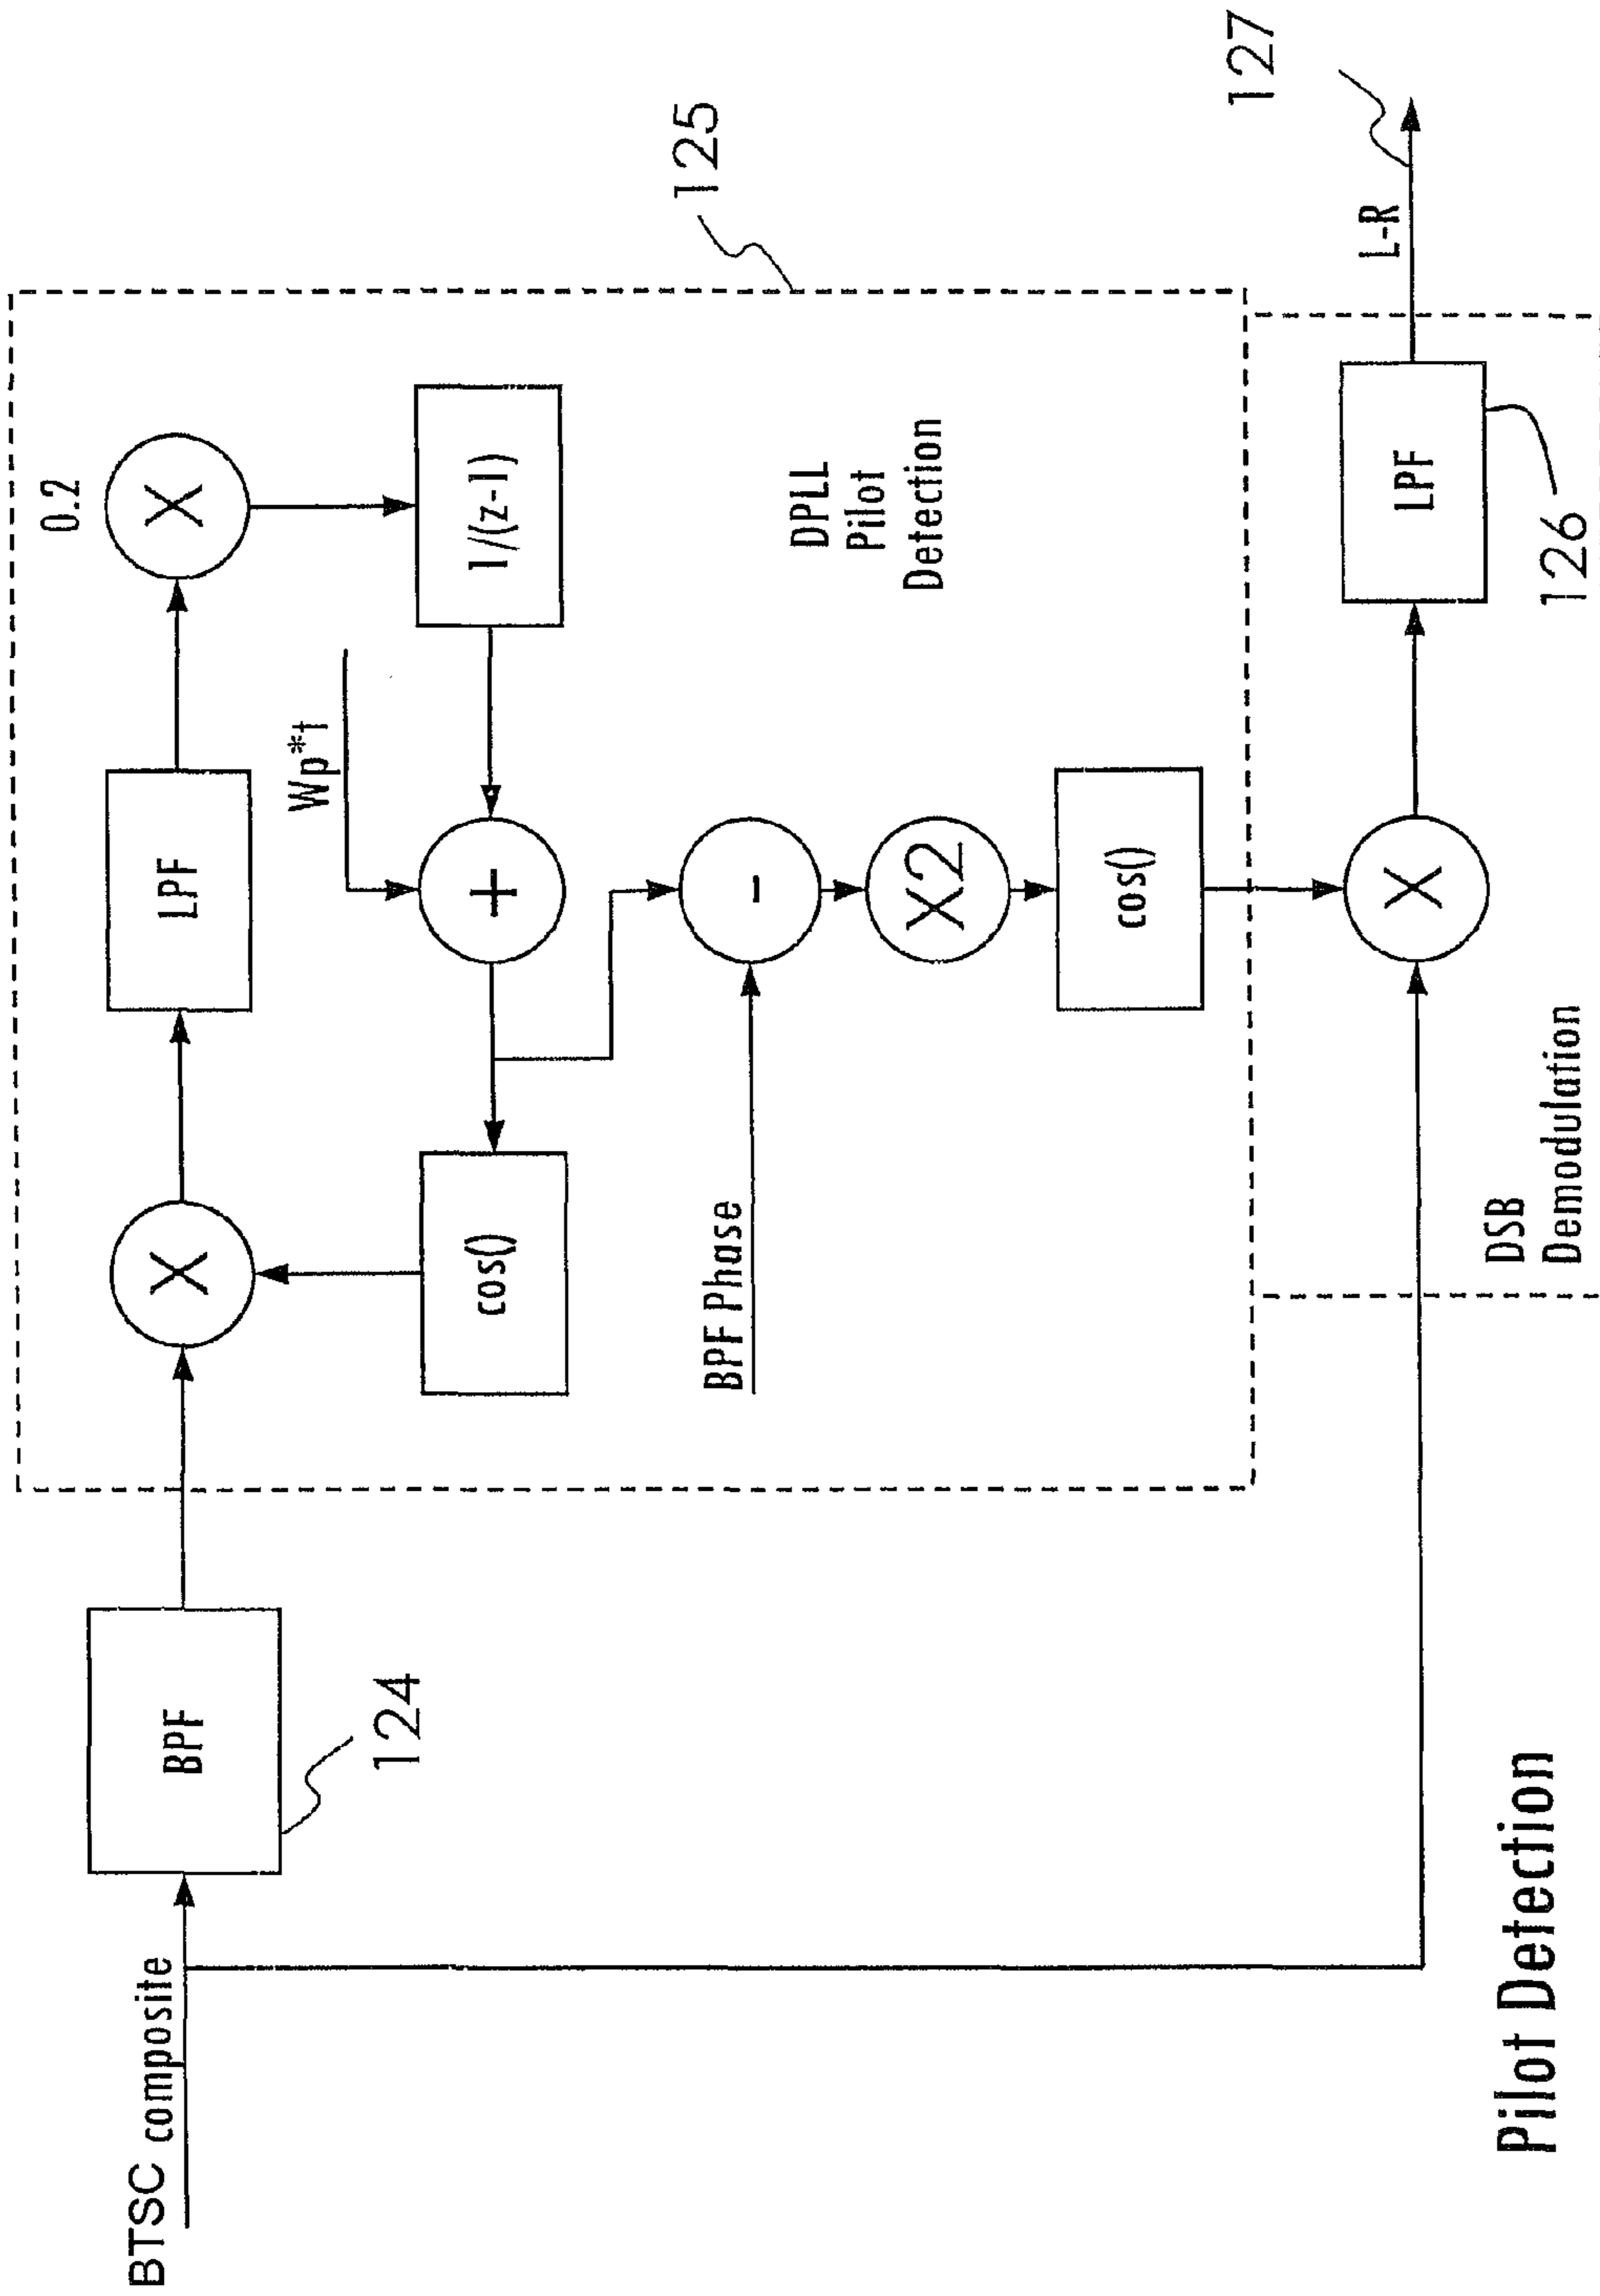 BTSC composite
BPF
124
X
LPF
0.2
X
cos()
Wp*t
+
1/(z-1)
125
BPF Phase
-
X2
cos()
DPLL
Pilot
Detection
DSB
Demodulation
X
LPF
126
L-R
127
Pilot Detection